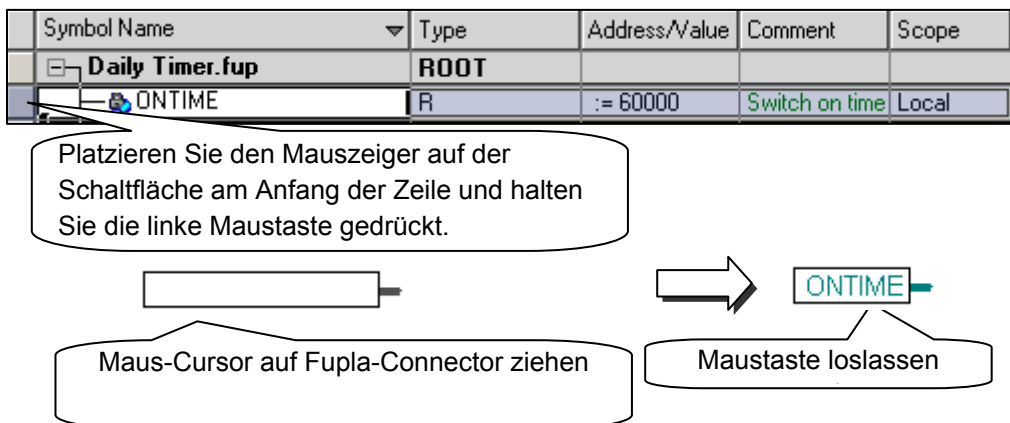 Symbol Name Type Address/Value Comment Scope
Daily Timer.fup ROOT
ONTIME R := 60000 Switch on time Local
Platzieren Sie den Mauszeiger auf der
Schaltfläche am Anfang der Zeile und halten
Sie die linke Maustaste gedrückt.
ONTIME
Maus-Cursor auf Fupla-Connector ziehen
Maustaste loslassen